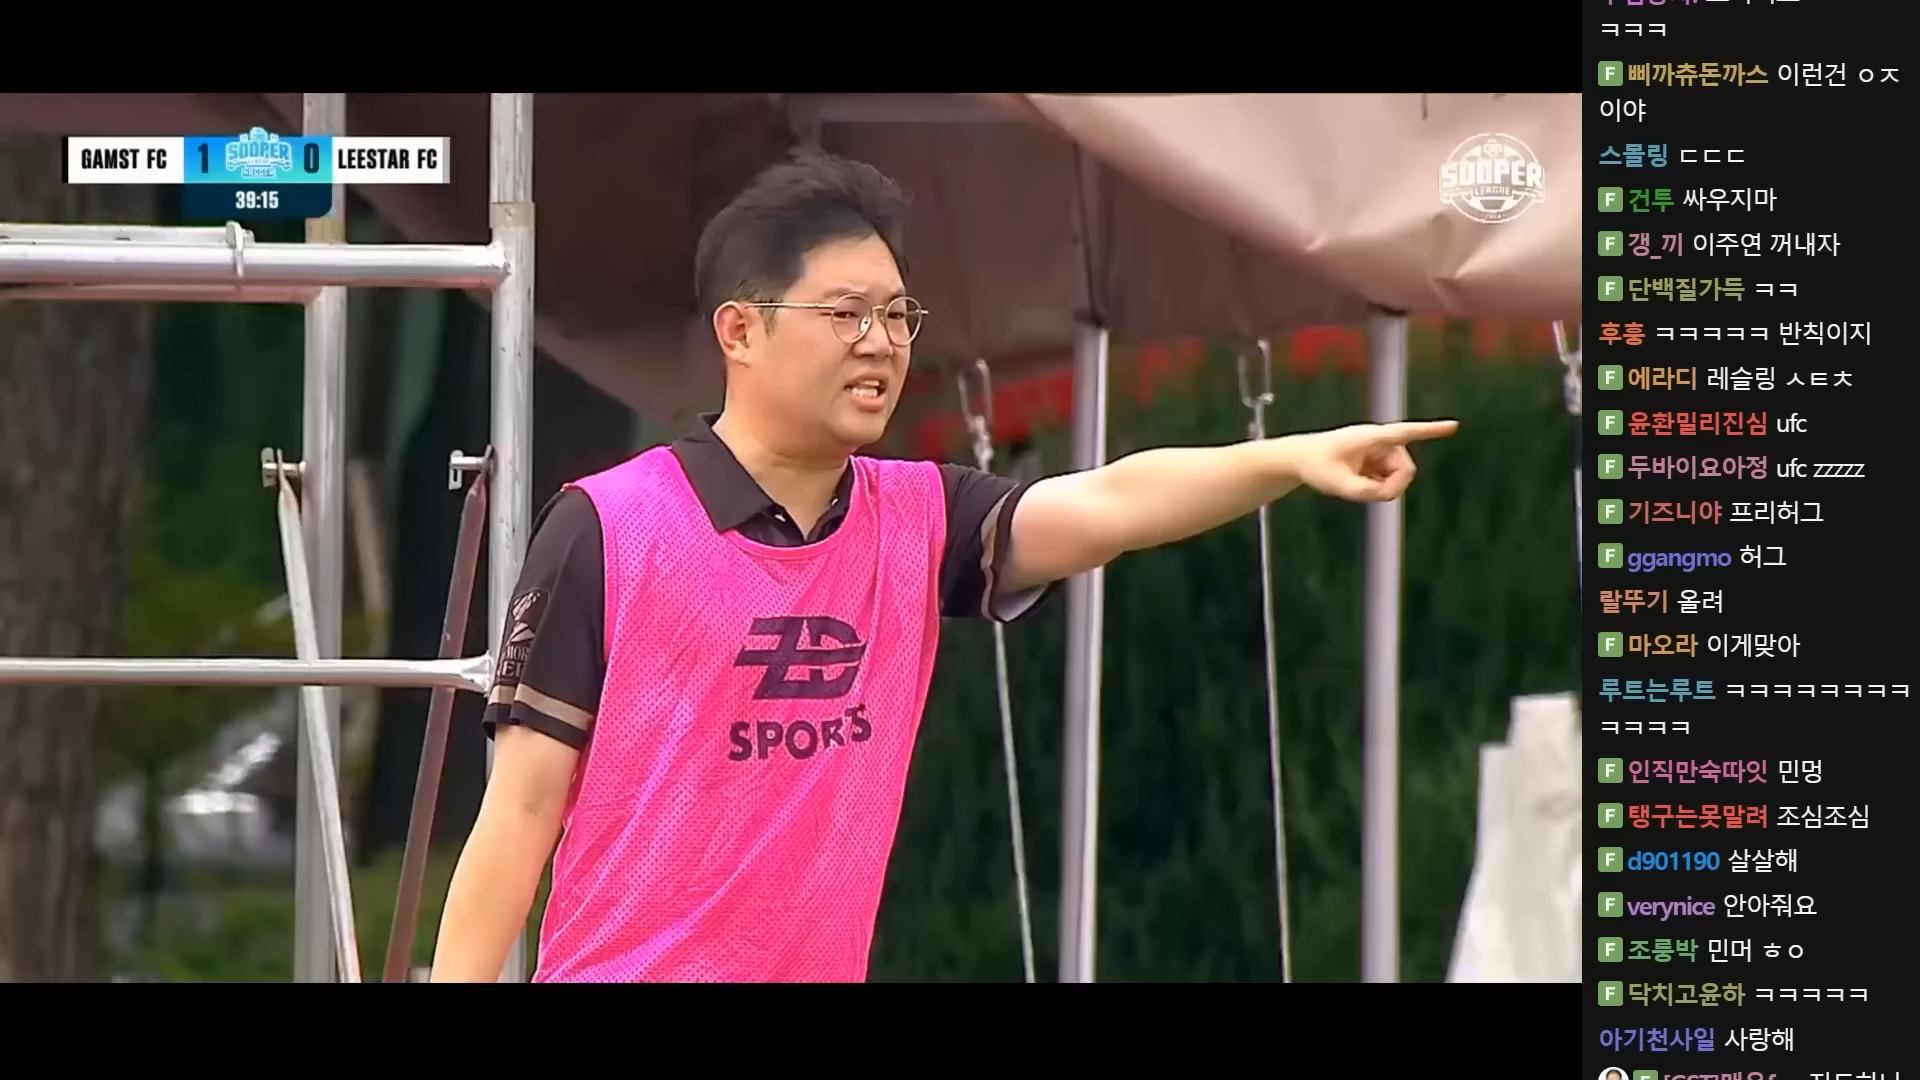 GAMST FC 1 SOOPER LEAGUE SOCCER 0 LEESTAR FC
39:15
SOOPER
LEAGUE
SPORTS
ㅋㅋㅋ
F 삐까츄돈까스 이런건 ㅇㅈ
이야
스몰링 ㄷㄷㄷ
F 건투 싸우지마
F 갱_끼 이주연 꺼내자
F 단백질가득 ㅋㅋ
후훙 ㅋㅋㅋㅋㅋ 반칙이지
F 에라디 레슬링 ㅅㅌㅊ
F 윤환밀리진심 ufc
F 두바이요아정 ufc zzzzz
F 기즈니야 프리허그
F ggangmo 허그
랄뚜기 올려
F 마오라 이게맞아
루트는루트 ㅋㅋㅋㅋㅋㅋㅋㅋ
ㅋㅋㅋㅋ
F 인직만숙따잇 민멍
F 탱구는못말려 조심조심
F d901190 살살해
F verynice 안아줘요
F 조룽박 민머 ㅎㅇ
F 닥치고윤하 ㅋㅋㅋㅋㅋ
아기천사일 사랑해